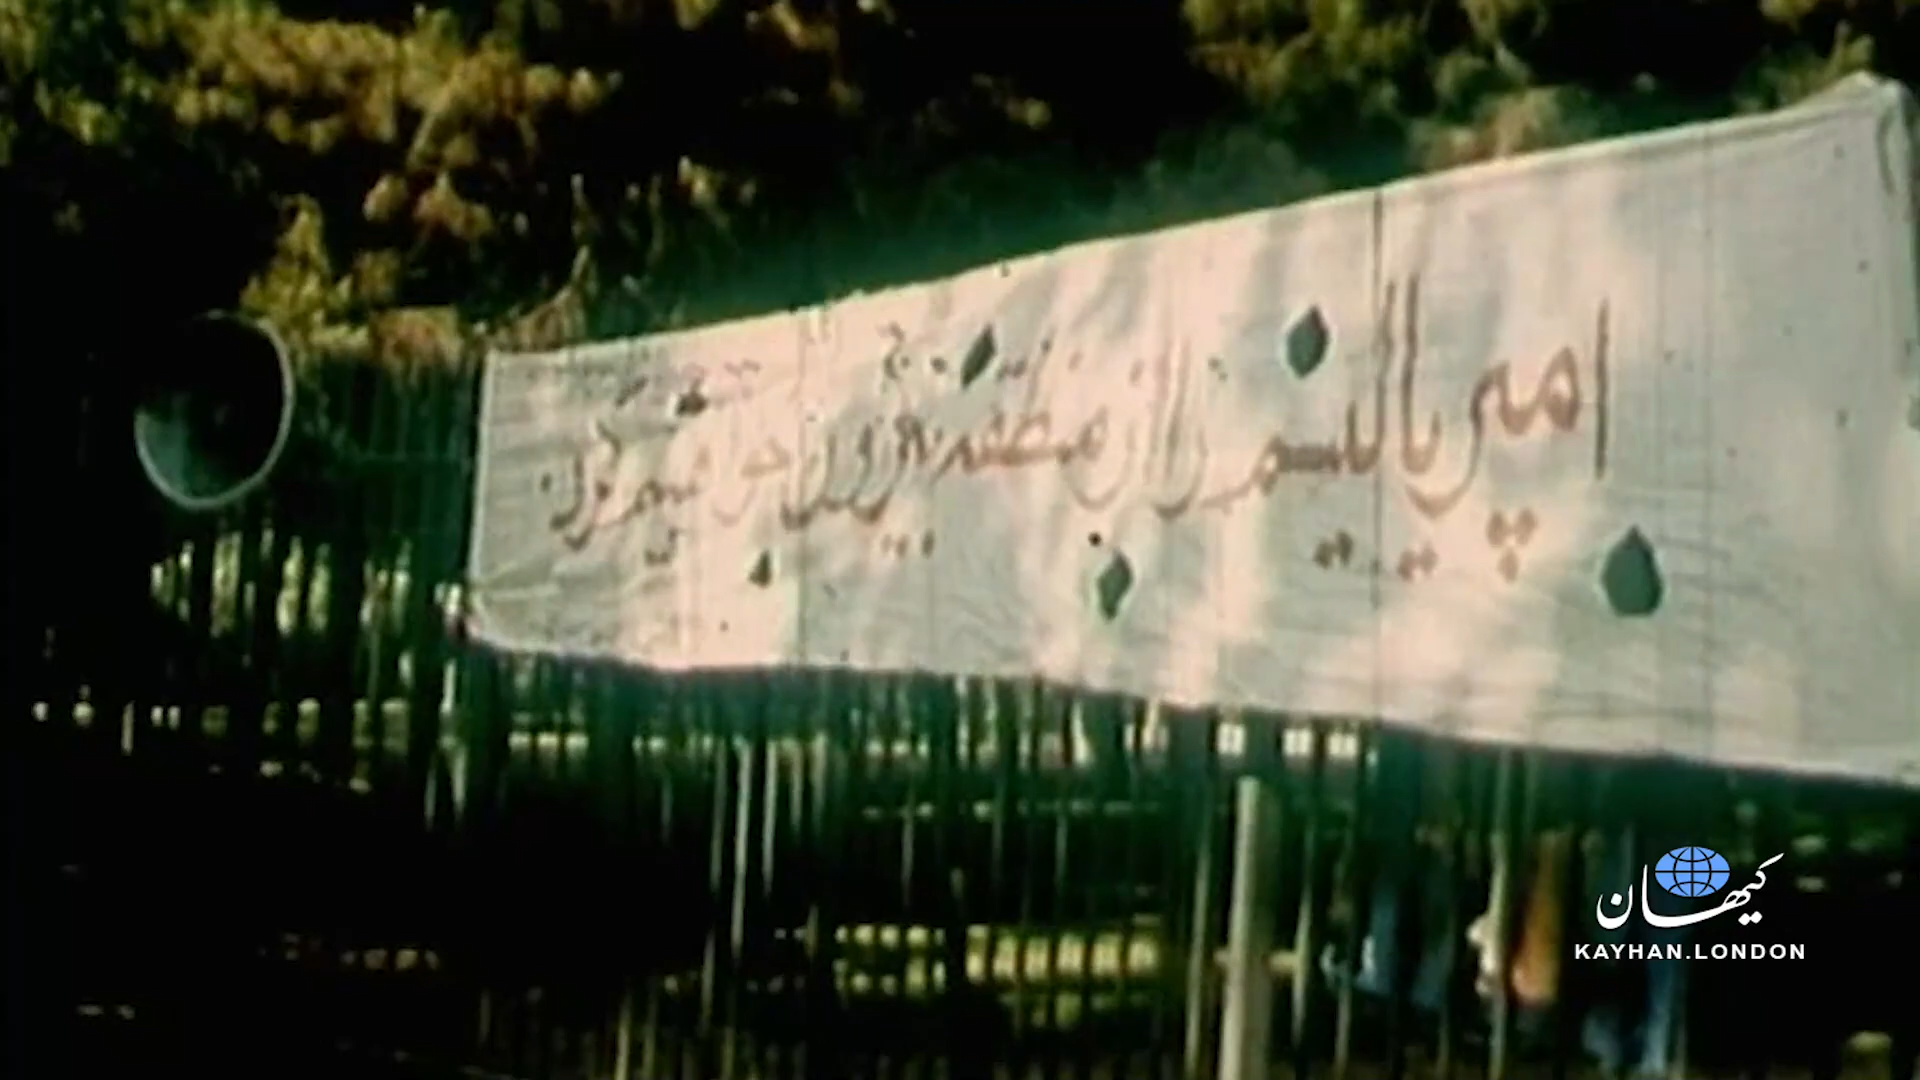 امپریالیسم را از منطقه بیرون خواهیم کرد.
کیهان
KAYHAN.LONDON